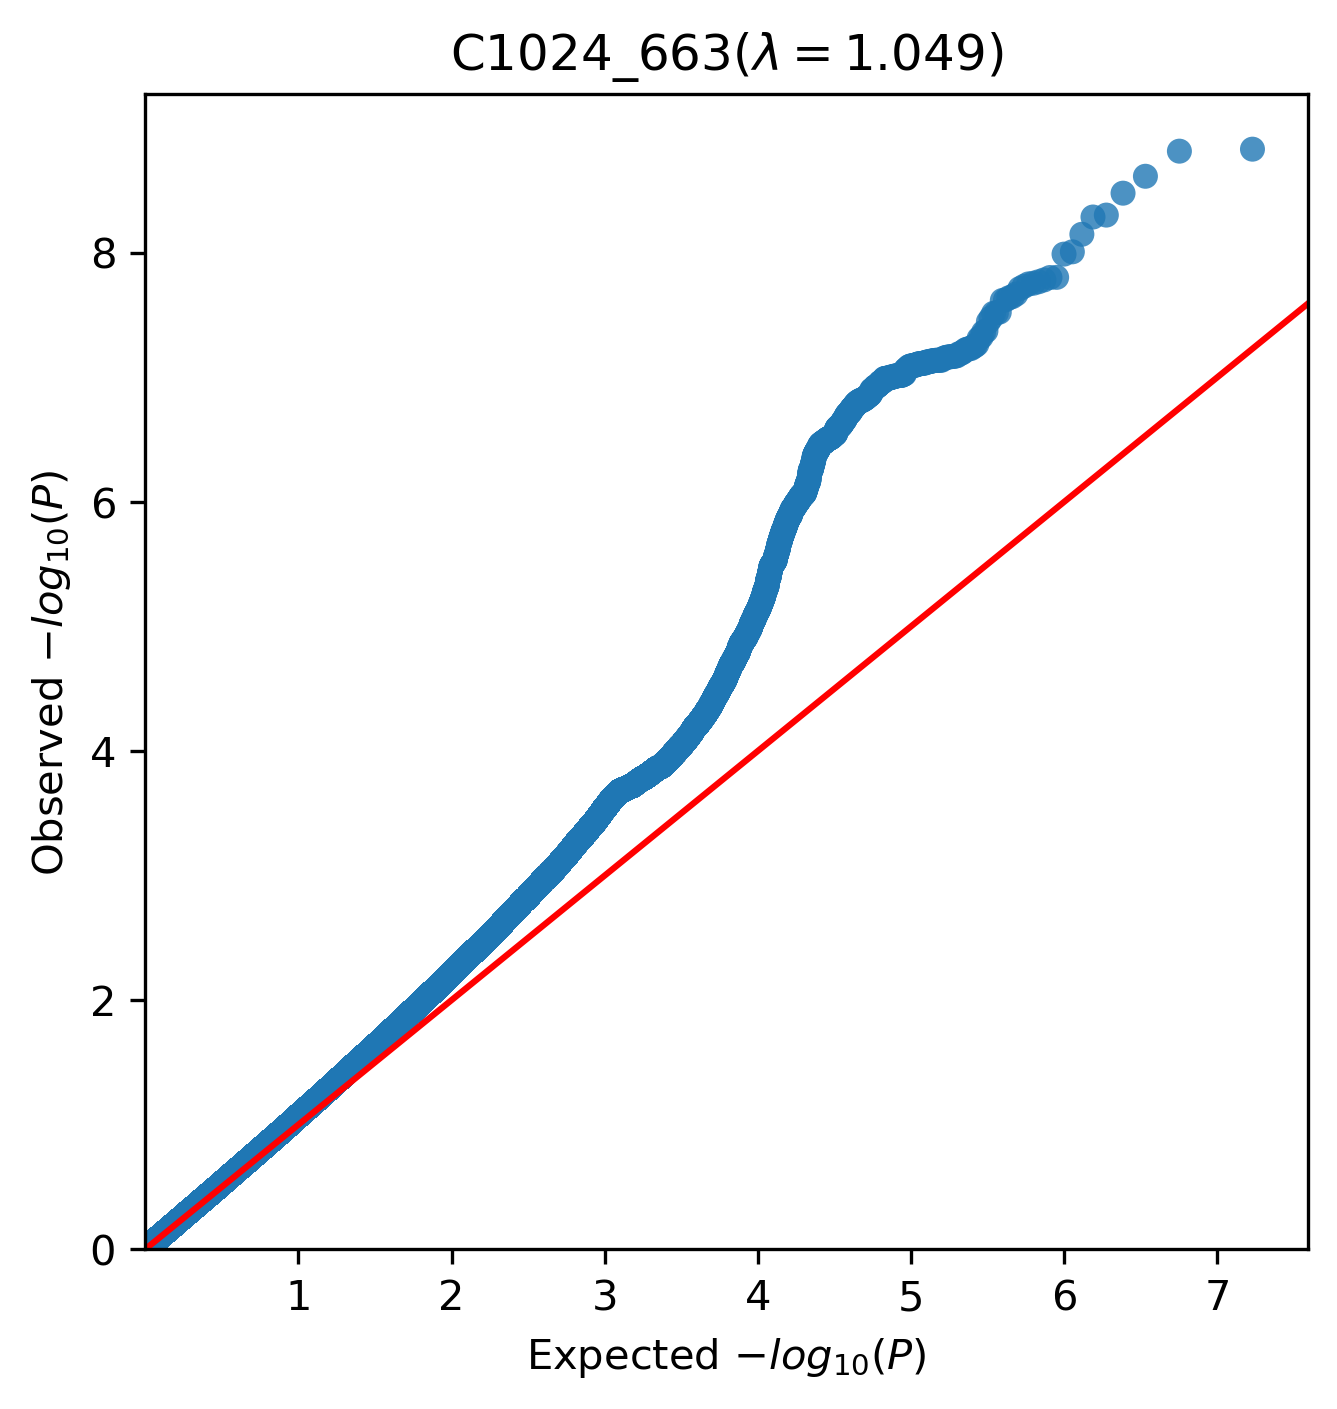 C1024_663(λ = 1.049)
8
6
4
2
0
Observed −log₁₀(P)
1 2 3 4 5 6 7
Expected −log₁₀(P)